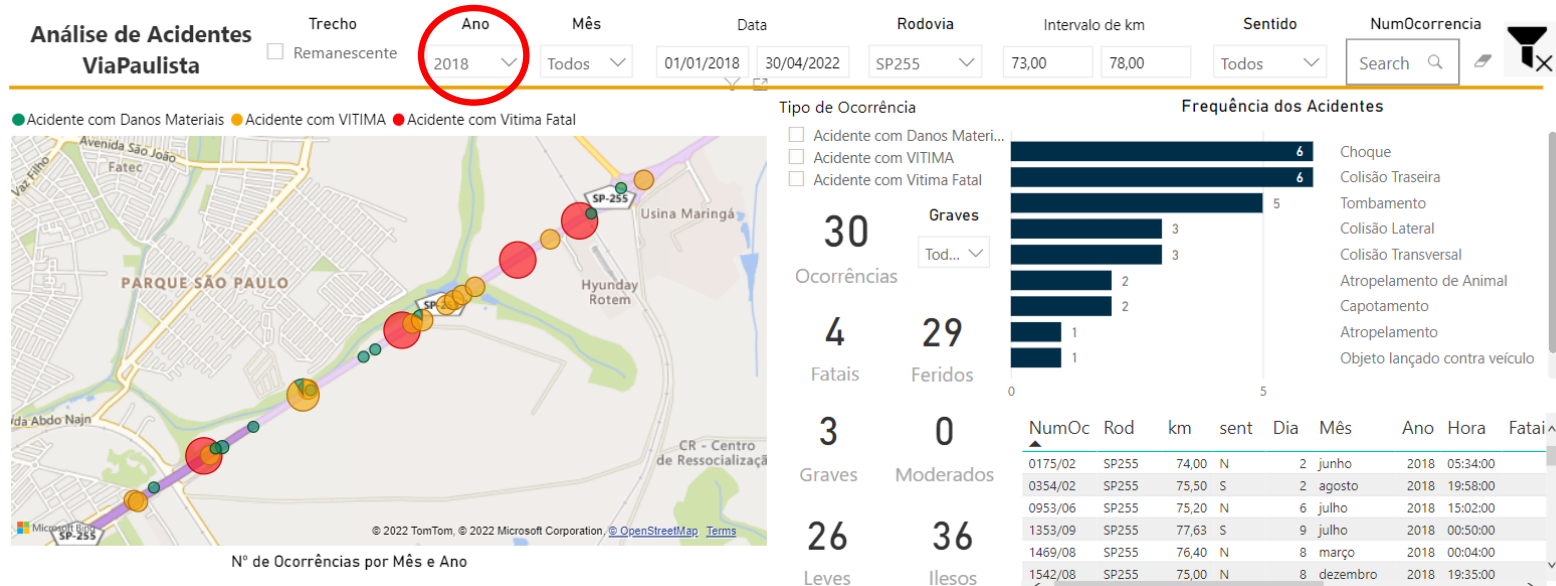 Análise de Acidentes
ViaPaulista
Trecho
Remanescente
Ano
2018
Mês
Todos
Data
01/01/2018 30/04/2022
Rodovia
SP255
Intervalo de km
73,00 78,00
Sentido
Todos
NumOcorrencia
Search
Acidente com Danos Materiais Acidente com VITIMA Acidente com Vitima Fatal
Avenida São João
Vaz Filho
Fatec
SP-255
Usina Maringá
PARQUE SÃO PAULO
Hyunday
Rotem
da Abdo Najn
CR - Centro
de Ressocializaçã
Microsoft Bing
SP-255
© 2022 TomTom, © 2022 Microsoft Corporation, © OpenStreetMap Terms
Nº de Ocorrências por Mês e Ano
Tipo de Ocorrência
Acidente com Danos Materi...
Acidente com VITIMA
Acidente com Vitima Fatal
30
Ocorrências
Graves
Tod...
4
Fatais
29
Feridos
3
Graves
0
Moderados
26
Leves
36
Ilesos
Frequência dos Acidentes
6 Choque
6 Colisão Traseira
5 Tombamento
3 Colisão Lateral
3 Colisão Transversal
2 Atropelamento de Animal
2 Capotamento
1 Atropelamento
1 Objeto lançado contra veículo
0 5
NumOc Rod km sent Dia Mês Ano Hora Fatai
0175/02 SP255 74,00 N 2 junho 2018 05:34:00
0354/02 SP255 75,50 S 2 agosto 2018 19:58:00
0953/06 SP255 75,20 N 6 julho 2018 15:02:00
1353/09 SP255 77,63 S 9 julho 2018 00:50:00
1469/08 SP255 76,40 N 8 março 2018 00:04:00
1542/08 SP255 75,00 N 8 dezembro 2018 19:35:00